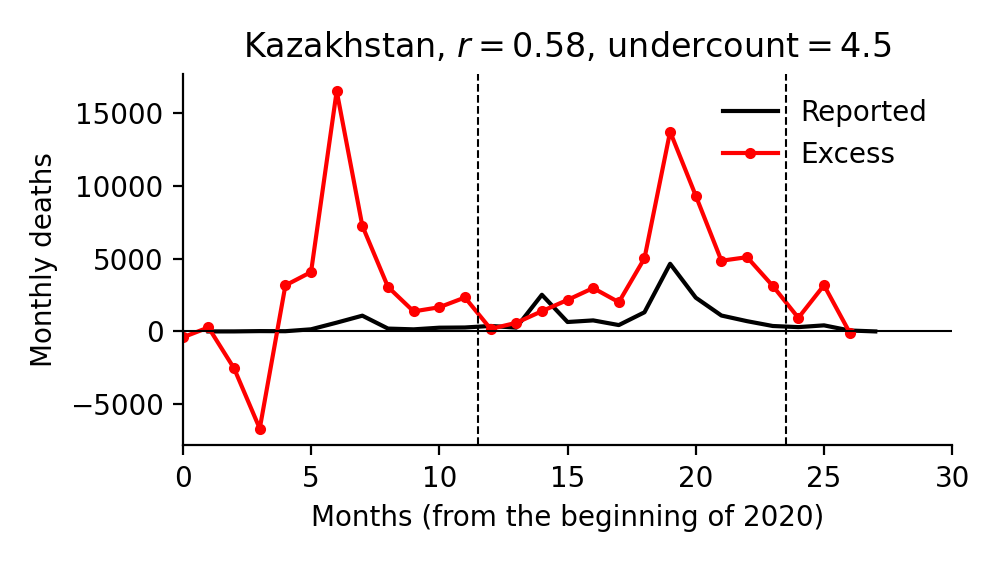 Kazakhstan, r = 0.58, undercount = 4.5
Reported
Excess
Monthly deaths
15000
10000
5000
0
−5000
0 5 10 15 20 25 30
Months (from the beginning of 2020)